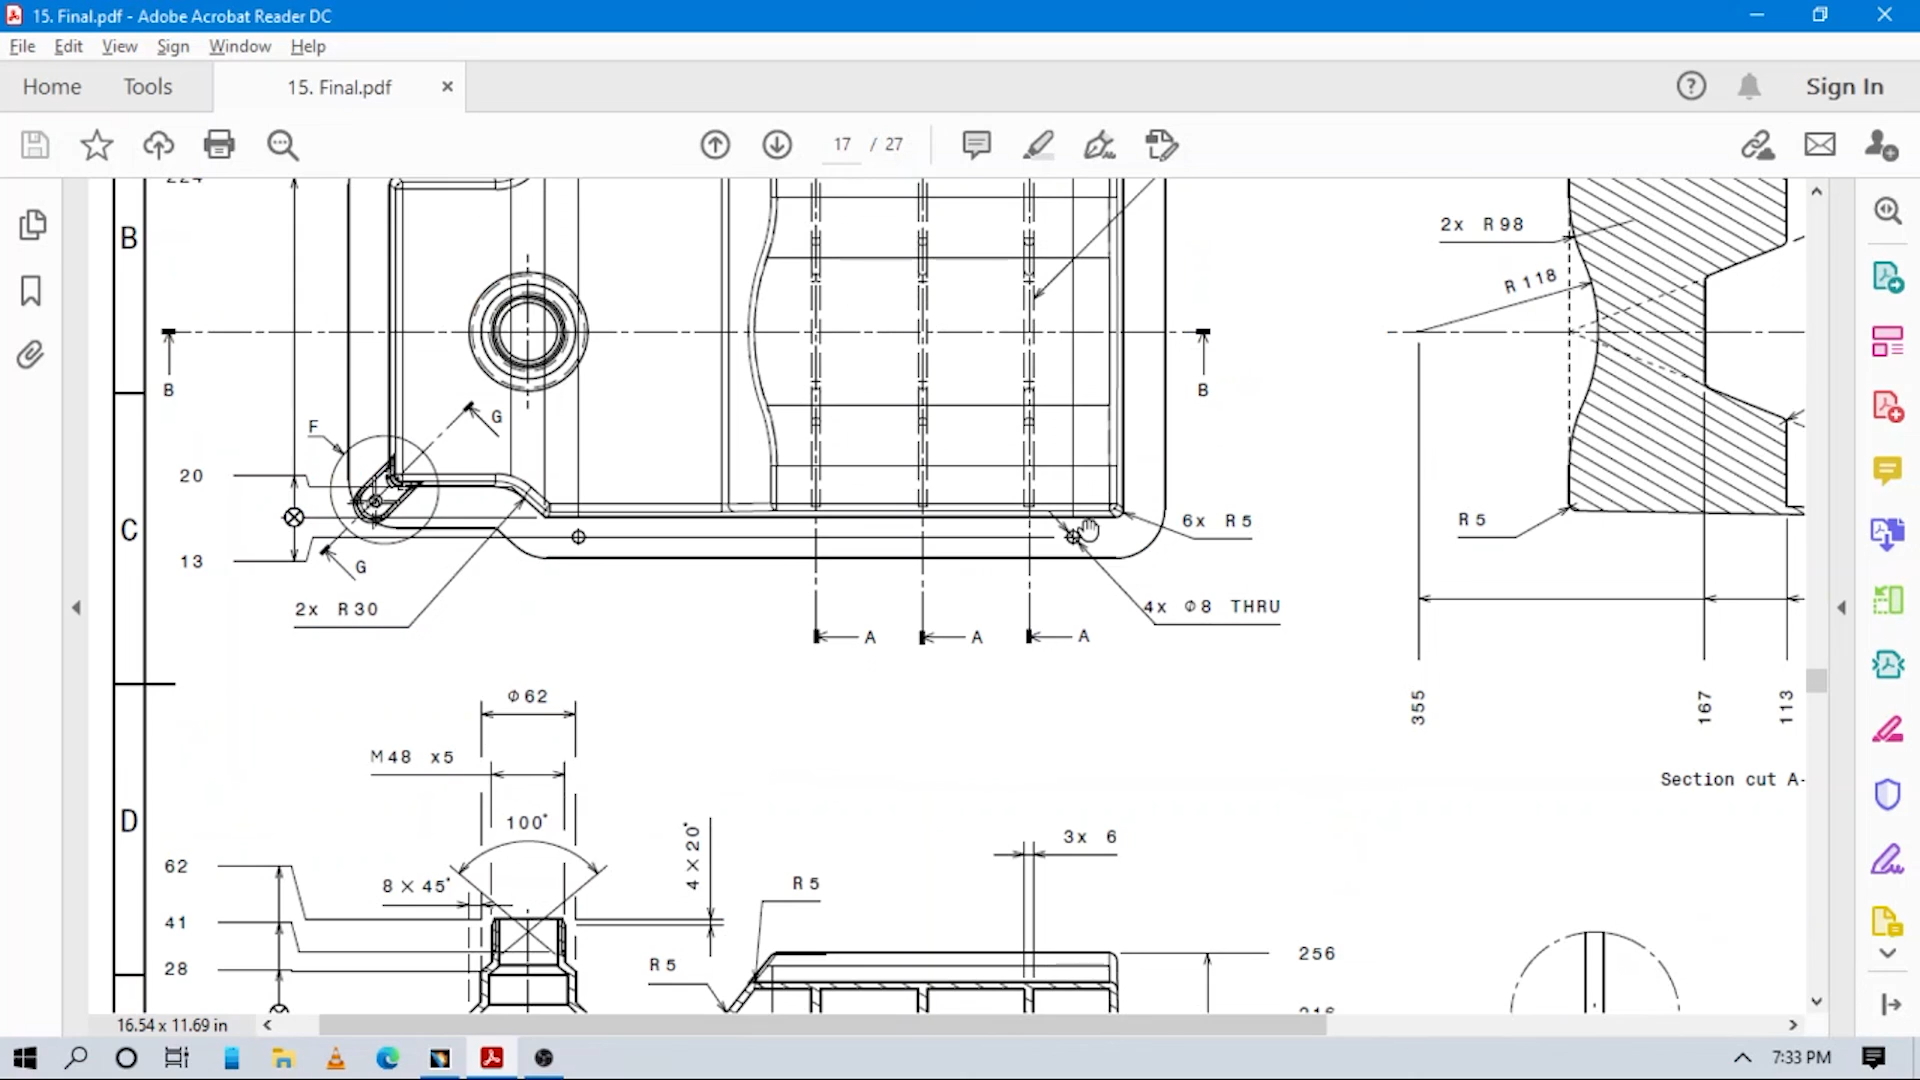 15. Final.pdf - Adobe Acrobat Reader DC
File Edit View Sign Window Help
Home Tools 15. Final.pdf × Sign In
17 / 27
B
2x R98
R118
B
B
G
F
20
C
6x R5
R5
13
G
2x R30
4x Φ8 THRU
A
A
A
Φ62
355
167
113
M48 x5
Section cut A-
D
100°
4×20°
3x 6
62
8×45°
R5
41
28
R5
256
16.54 x 11.69 in
7:33 PM